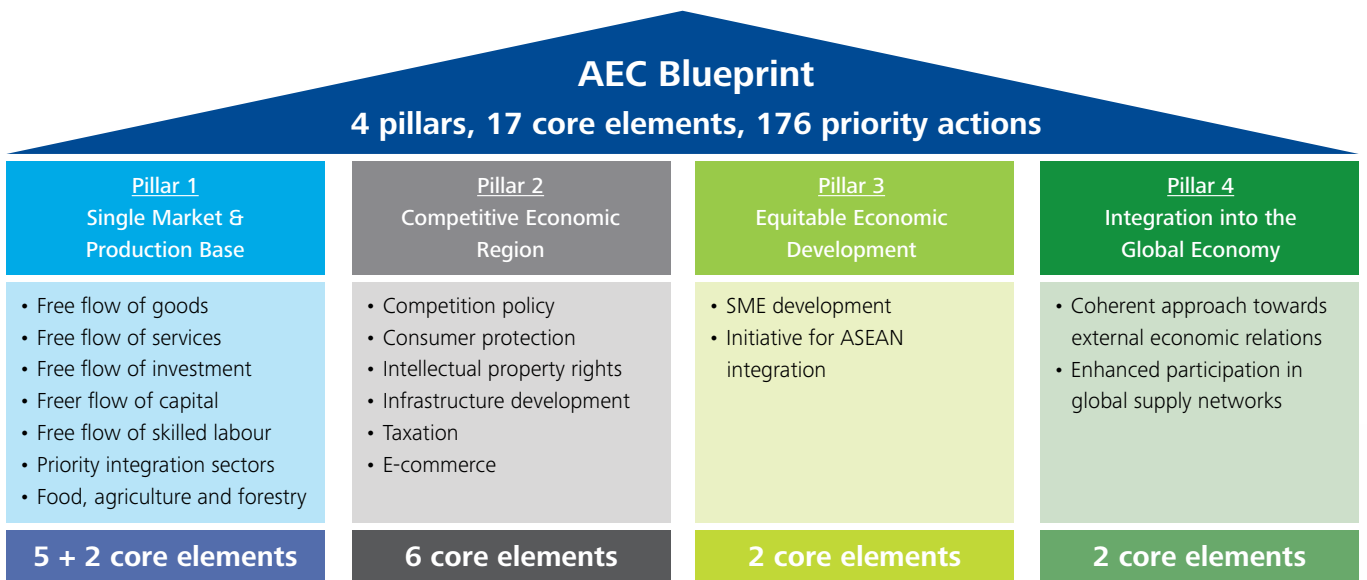 AEC Blueprint
4 pillars, 17 core elements, 176 priority actions
Pillar 1
Single Market &
Production Base
• Free flow of goods
• Free flow of services
• Free flow of investment
• Freer flow of capital
• Free flow of skilled labour
• Priority integration sectors
• Food, agriculture and forestry
5 + 2 core elements
Pillar 2
Competitive Economic
Region
• Competition policy
• Consumer protection
• Intellectual property rights
• Infrastructure development
• Taxation
• E-commerce
6 core elements
Pillar 3
Equitable Economic
Development
• SME development
• Initiative for ASEAN
integration
2 core elements
Pillar 4
Integration into the
Global Economy
• Coherent approach towards
external economic relations
• Enhanced participation in
global supply networks
2 core elements